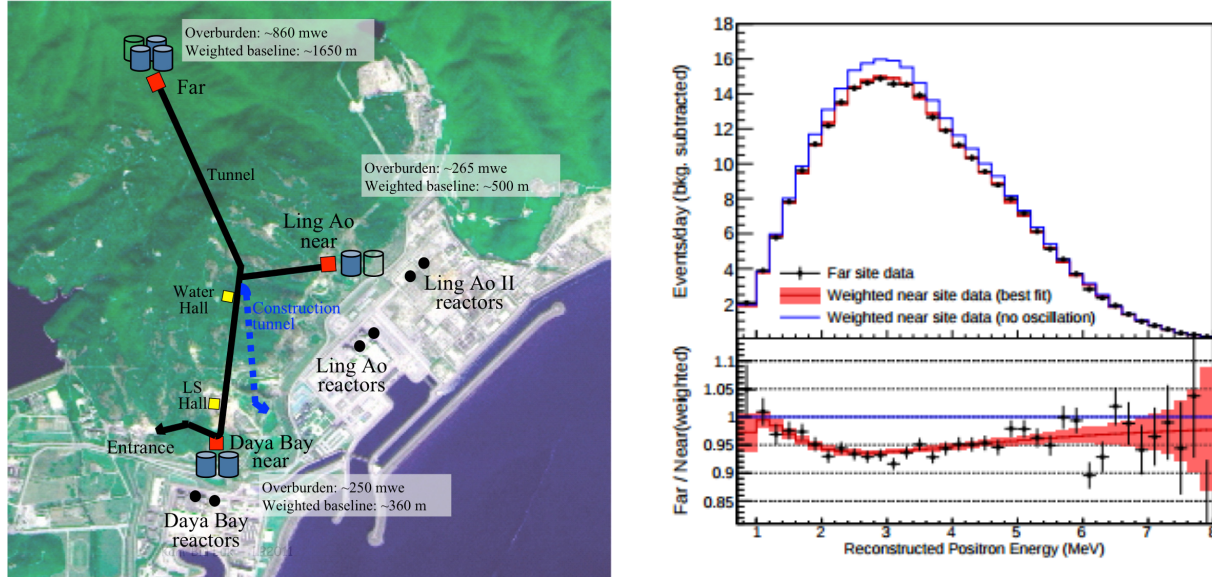 Overburden: ~860 mwe
Weighted baseline: ~1650 m
Far
Tunnel
Overburden: ~265 mwe
Weighted baseline: ~500 m
Ling Ao
near
Ling Ao II
reactors
Water
Hall
Construction
tunnel
Ling Ao
reactors
LS
Hall
Entrance
Daya Bay
near
Overburden: ~250 mwe
Weighted baseline: ~360 m
Daya Bay
reactors
Events/day (bkg. subtracted)
18
16
14
12
10
8
6
4
2
Far site data
Weighted near site data (best fit)
Weighted near site data (no oscillation)
Far / Near(weighted)
1.1
1.05
1
0.95
0.9
0.85
1 2 3 4 5 6 7 8
Reconstructed Positron Energy (MeV)